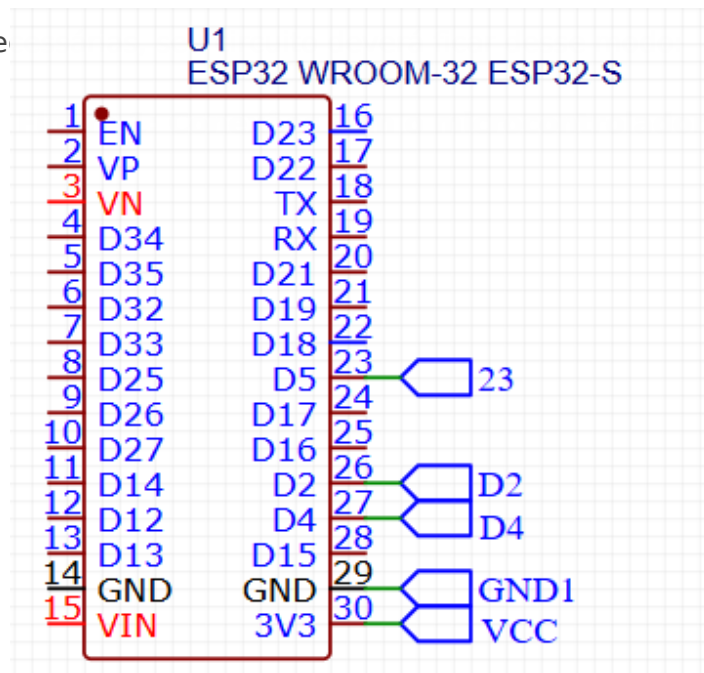 e
U1
ESP32 WROOM-32 ESP32-S
1 EN D23 16
2 VP D22 17
3 VN TX 18
4 D34 RX 19
5 D35 D21 20
6 D32 D19 21
7 D33 D18 22
8 D25 D5 23 23
9 D26 D17 24
10 D27 D16 25
11 D14 D2 26 D2
12 D12 D4 27 D4
13 D13 D15 28
14 GND GND 29 GND1
15 VIN 3V3 30 VCC